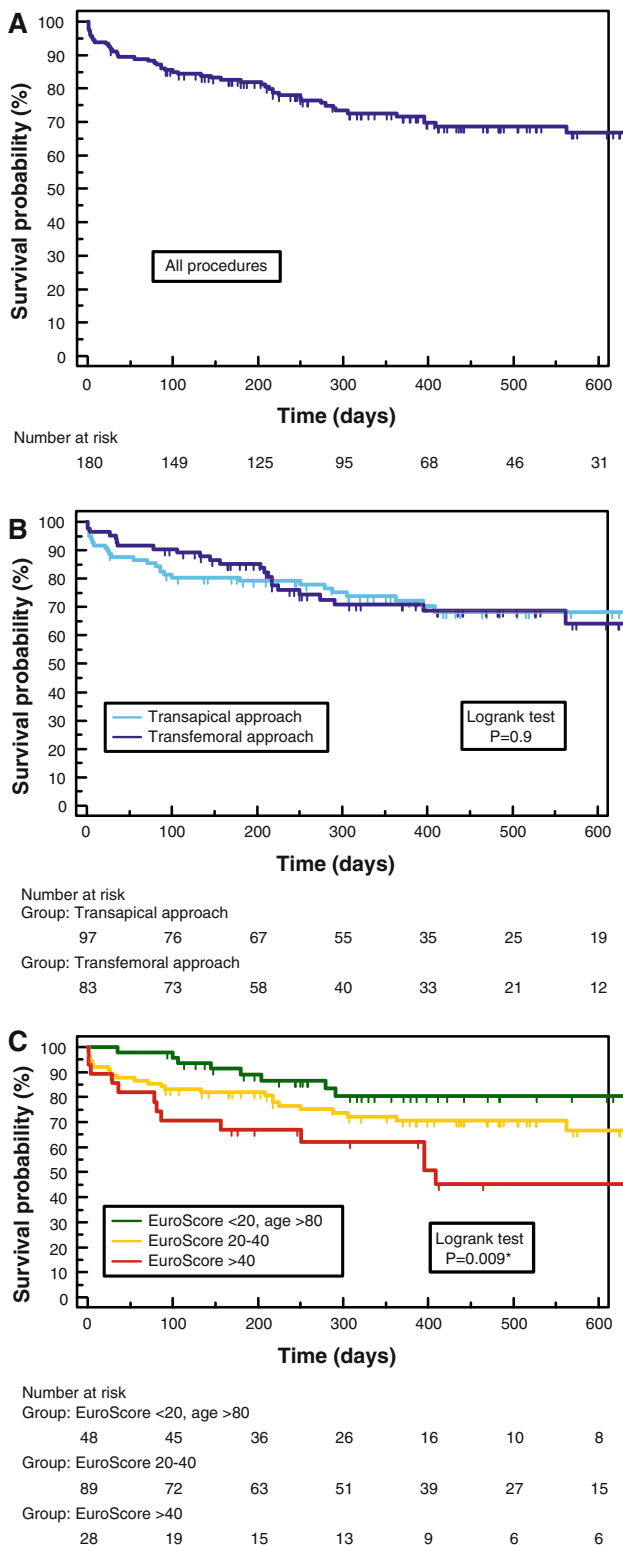 A
100
90
80
70
60
50
40
30
20
10
0
Survival probability (%)
All procedures
0 100 200 300 400 500 600
Time (days)
Number at risk
180 149 125 95 68 46 31
B
100
90
80
70
60
50
40
30
20
10
0
Survival probability (%)
Transapical approach
Transfemoral approach
Logrank test
P=0.9
0 100 200 300 400 500 600
Time (days)
Number at risk
Group: Transapical approach
97 76 67 55 35 25 19
Group: Transfemoral approach
83 73 58 40 33 21 12
C
100
90
80
70
60
50
40
30
20
10
0
Survival probability (%)
EuroScore <20, age >80
EuroScore 20-40
EuroScore >40
Logrank test
P=0.009*
0 100 200 300 400 500 600
Time (days)
Number at risk
Group: EuroScore <20, age >80
48 45 36 26 16 10 8
Group: EuroScore 20-40
89 72 63 51 39 27 15
Group: EuroScore >40
28 19 15 13 9 6 6